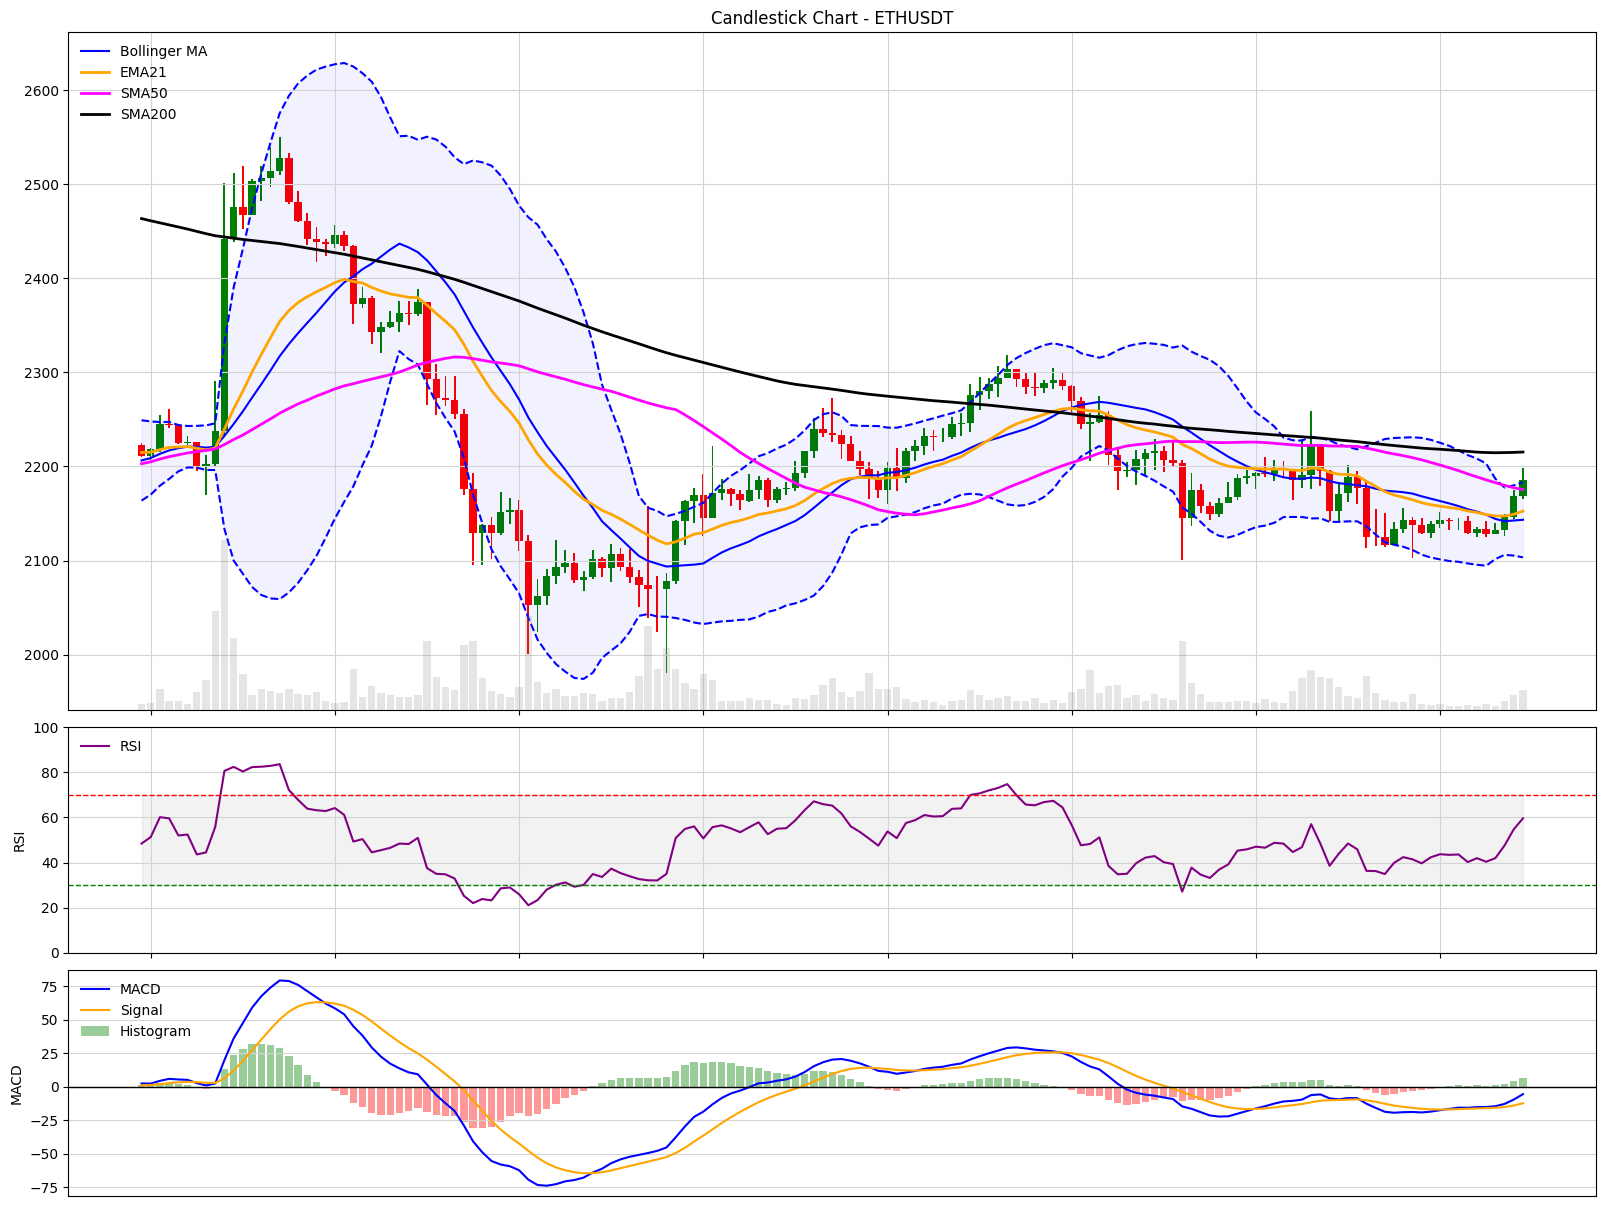 Candlestick Chart - ETHUSDT
Bollinger MA
EMA21
SMA50
SMA200
2600
2500
2400
2300
2200
2100
2000
RSI
100
80
60
40
20
0
RSI
MACD
Signal
Histogram
75
50
25
0
−25
−50
−75
MACD